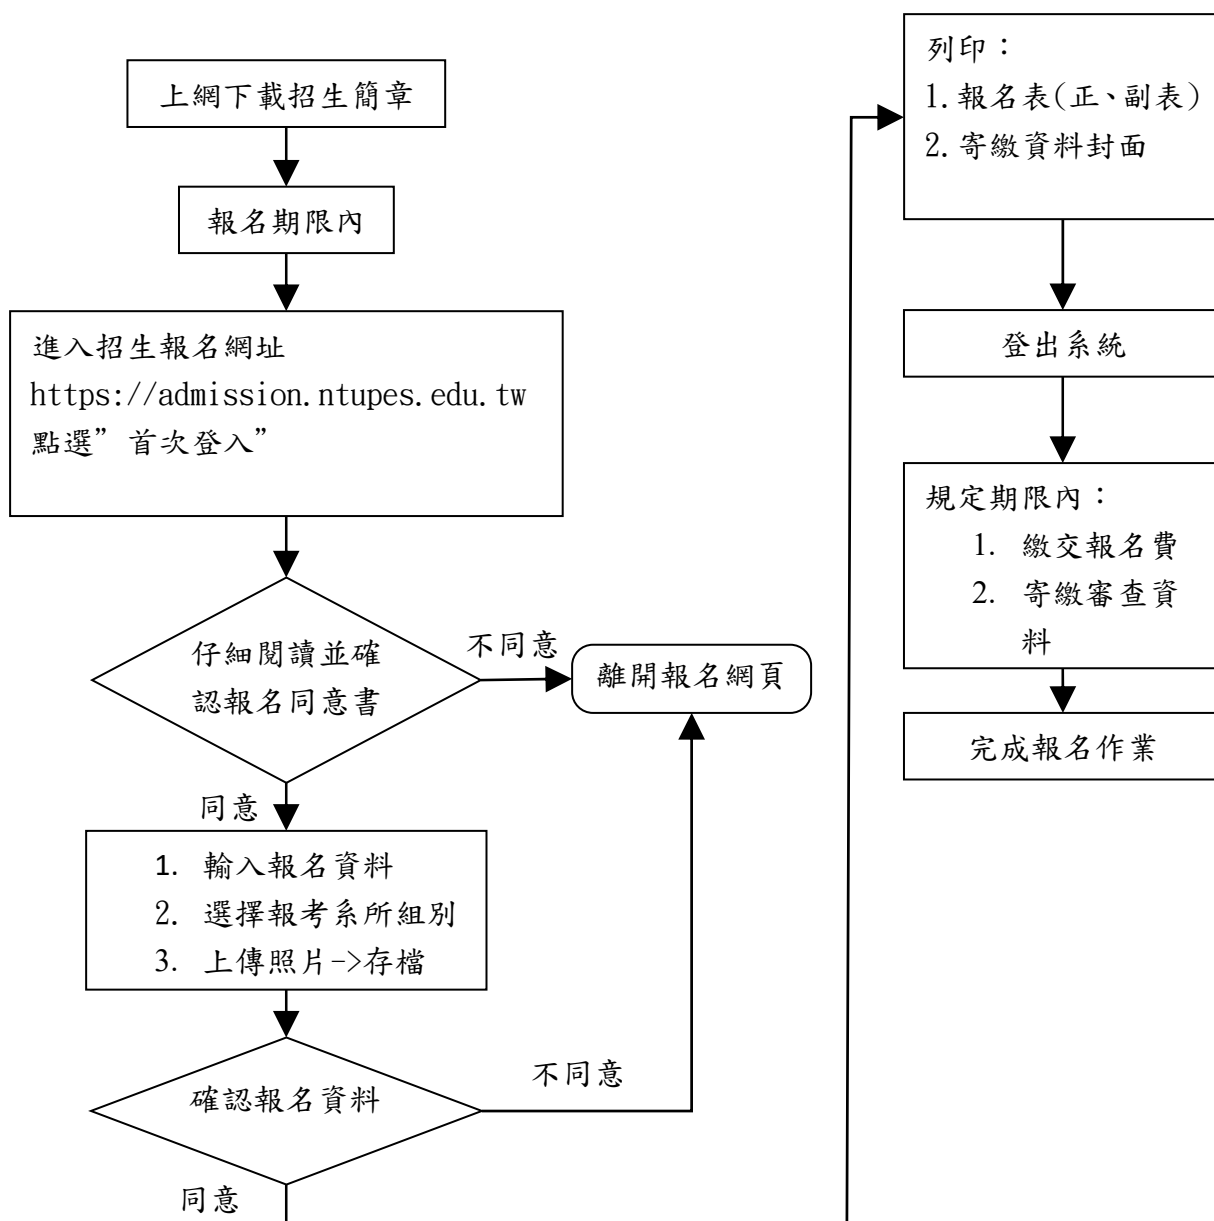 上網下載招生簡章
報名期限內
進入招生報名網址
https://admission.ntupes.edu.tw
點選”首次登入”
仔細閱讀並確
認報名同意書
不同意
離開報名網頁
同意
1. 輸入報名資料
2. 選擇報考系所組別
3. 上傳照片->存檔
確認報名資料
不同意
同意
列印：
1.報名表(正、副表)
2.寄繳資料封面
登出系統
規定期限內：
1. 繳交報名費
2. 寄繳審查資
料
完成報名作業